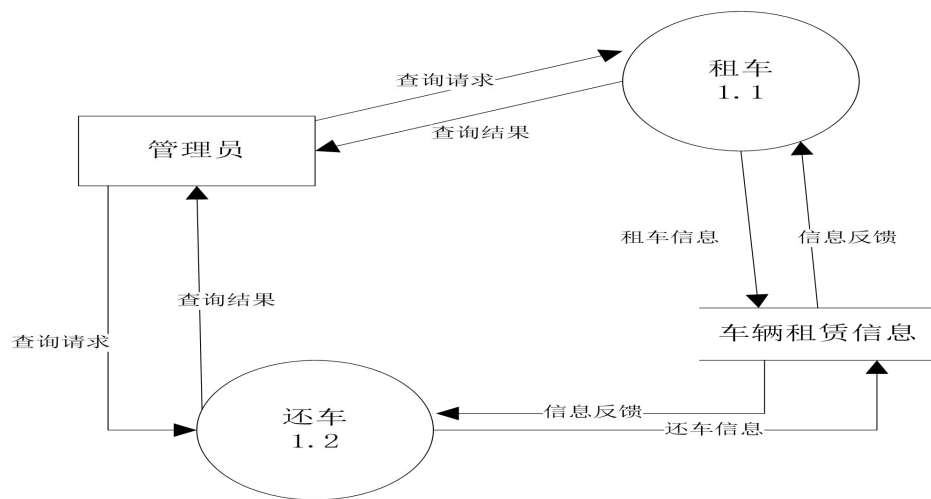 租车
1.1
查询请求
查询结果
管理员
租车信息
信息反馈
查询结果
查询请求
车辆租赁信息
还车
1.2
信息反馈
还车信息